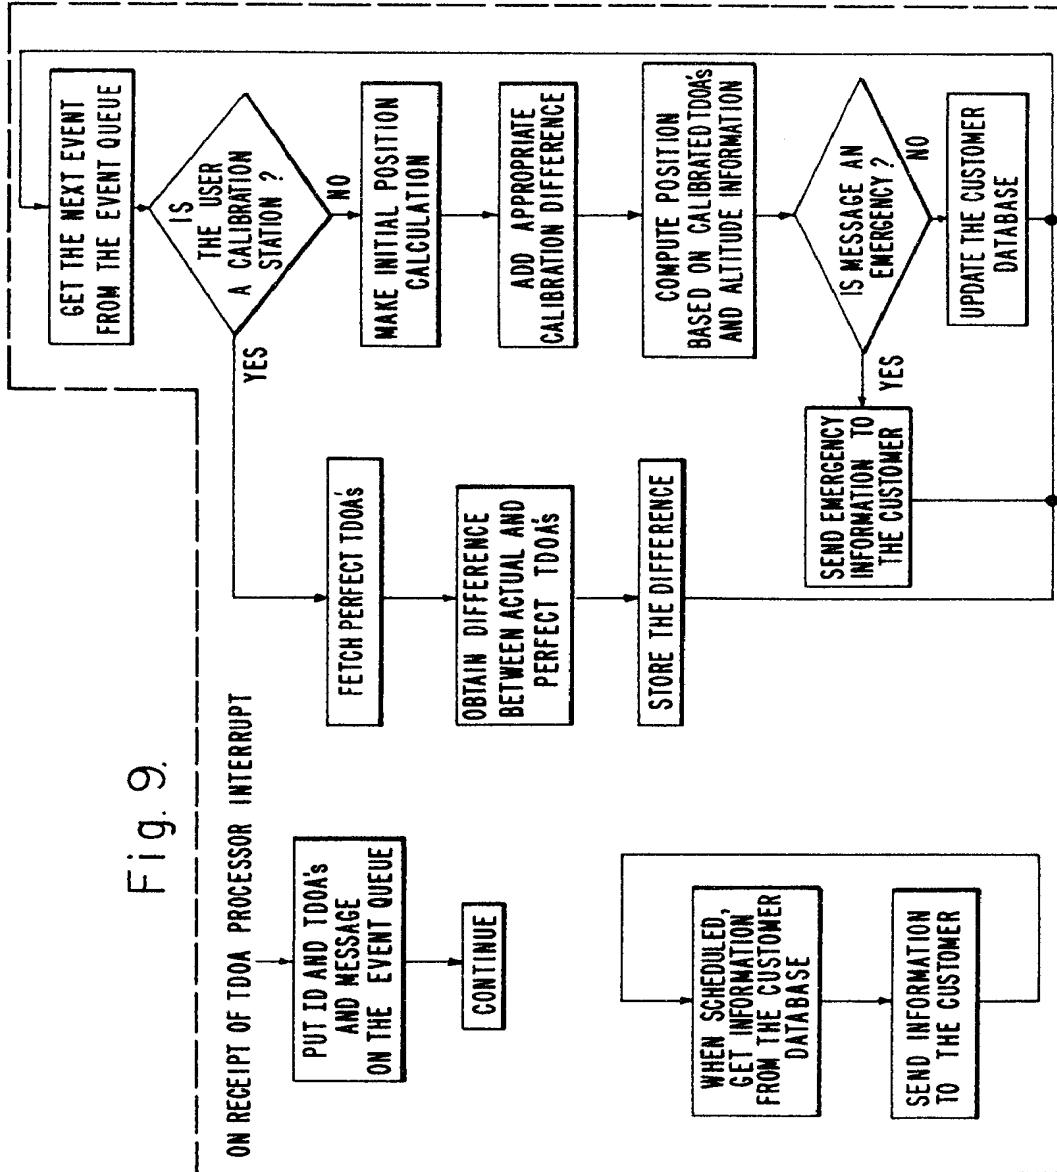 Fig. 9.
ON RECEIPT OF TDOA PROCESSOR INTERRUPT
PUT ID AND TDOA's
AND MESSAGE
ON THE EVENT QUEUE
CONTINUE
WHEN SCHEDULED,
GET INFORMATION
FROM THE CUSTOMER
DATABASE
SEND INFORMATION
TO THE CUSTOMER
GET THE NEXT EVENT
FROM THE EVENT QUEUE
IS
THE USER
A CALIBRATION
STATION ?
YES
NO
FETCH PERFECT TDOA's
OBTAIN DIFFERENCE
BETWEEN ACTUAL AND
PERFECT TDOA's
STORE THE DIFFERENCE
MAKE INITIAL POSITION
CALCULATION
ADD APPROPRIATE
CALIBRATION DIFFERENCE
COMPUTE POSITION
BASED ON CALIBRATED TDOA's
AND ALTITUDE INFORMATION
IS MESSAGE AN
EMERGENCY ?
YES
NO
SEND EMERGENCY
INFORMATION TO
THE CUSTOMER
UPDATE THE CUSTOMER
DATABASE